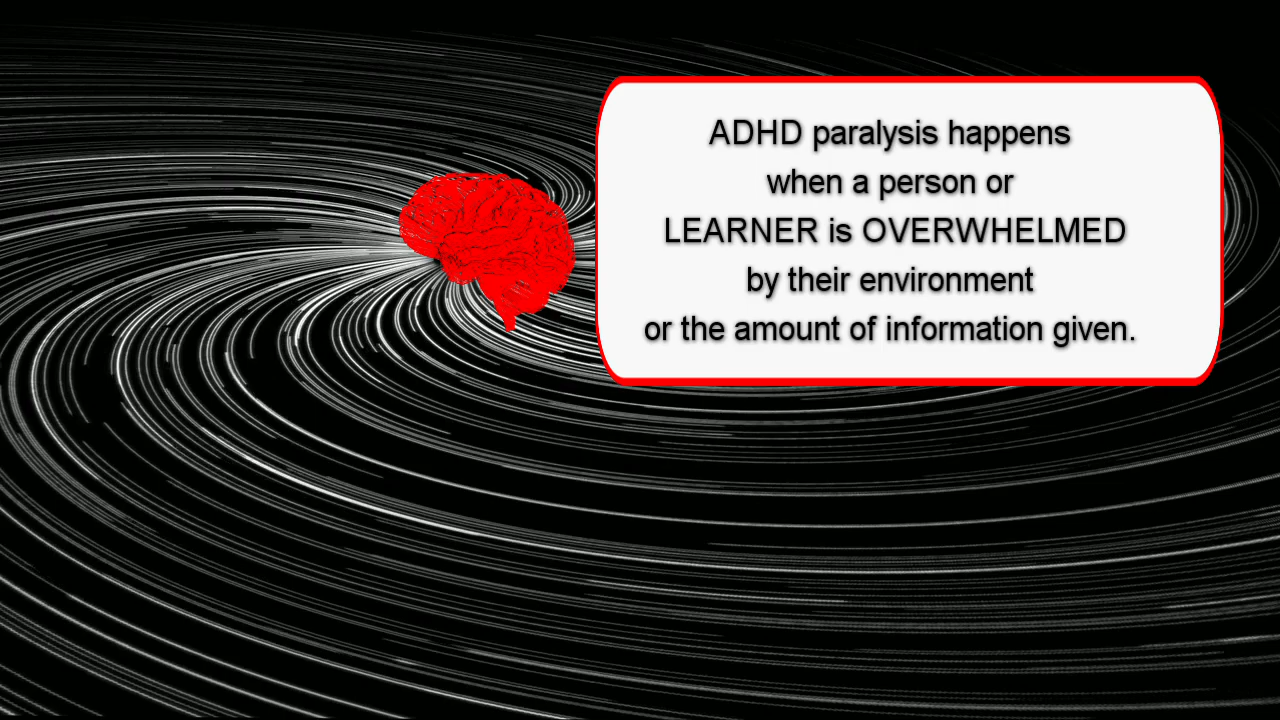 ADHD paralysis happens
when a person or
LEARNER is OVERWHELMED
by their environment
or the amount of information given.